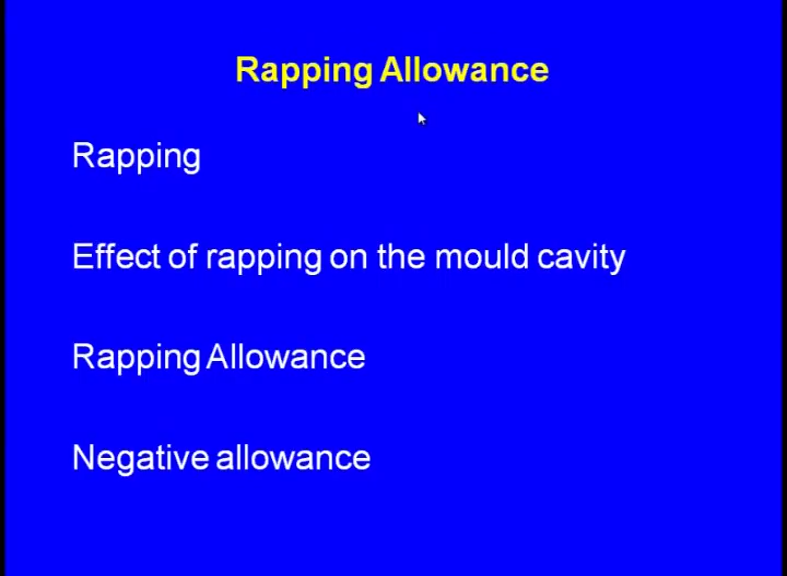 Rapping Allowance
Rapping
Effect of rapping on the mould cavity
Rapping Allowance
Negative allowance